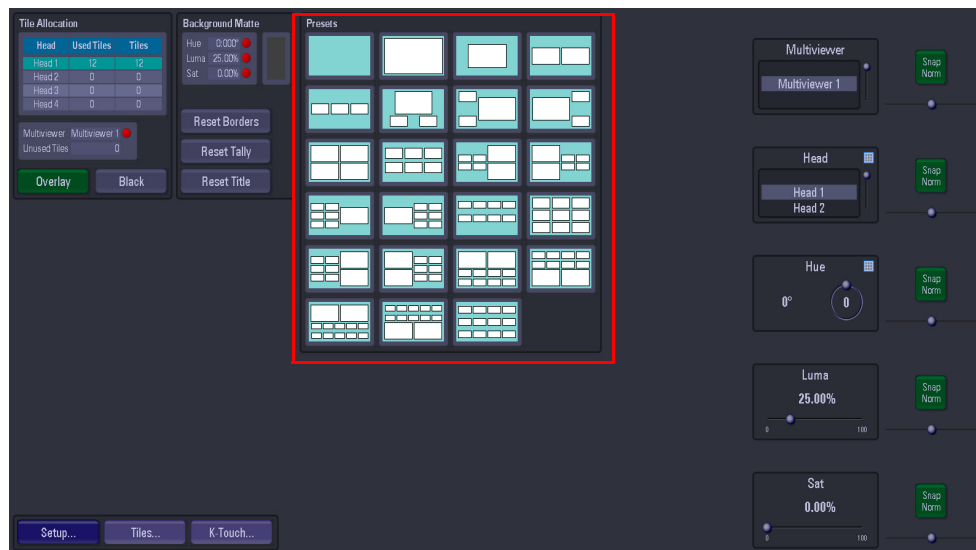 Tile Allocation
Head Used Tiles Tiles
Head 1 12 12
Head 2 0 0
Head 3 0 0
Head 4 0 0
Multiviewer Multiviewer 1
Unused Tiles 0
Overlay Black
Background Matte
Hue 0.000°
Luma 25.00%
Sat 0.00%
Reset Borders
Reset Tally
Reset Title
Presets
Multiviewer
Multiviewer 1
Snap
Norm
Head
Head 1
Head 2
Snap
Norm
Hue
0°
0
Snap
Norm
Luma
25.00%
0 100
Snap
Norm
Sat
0.00%
0 100
Snap
Norm
Setup... Tiles... K-Touch...